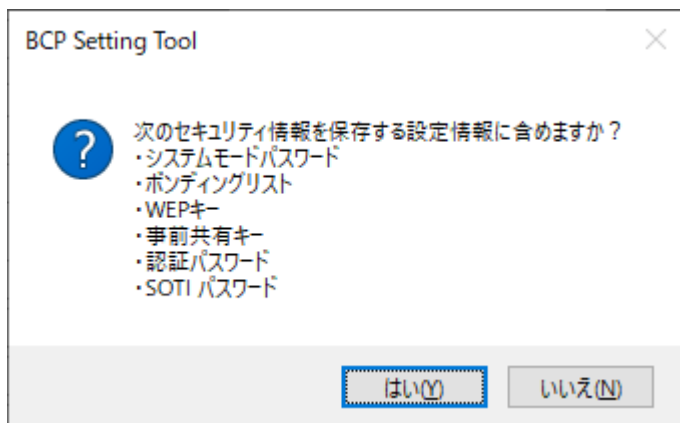 BCP Setting Tool
次のセキュリティ情報を保存する設定情報に含めますか？
・システムモードパスワード
・ボンディングリスト
・WEPキー
・事前共有キー
・認証パスワード
・SOTI パスワード
はい(Y)
いいえ(N)